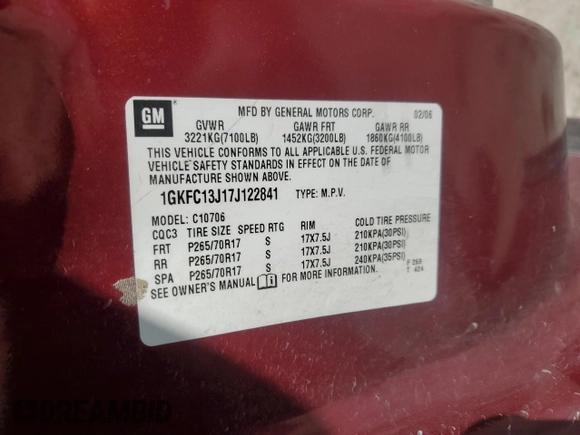 GM
MFD BY GENERAL MOTORS CORP. 02/06
GVWR GAWR FRT GAWR RR
3221KG(7100LB) 1452KG(3200LB) 1860KG(4100LB)
THIS VEHICLE CONFORMS TO ALL APPLICABLE U.S. FEDERAL MOTOR
VEHICLE SAFETY STANDARDS IN EFFECT ON THE DATE OF
MANUFACTURE SHOWN ABOVE.
1GKFC13J17J122841 TYPE: M.P.V.
MODEL: C10706
CQC3 TIRE SIZE SPEED RTG RIM COLD TIRE PRESSURE
FRT P265/70R17 S 17X7.5J 210KPA(30PSI)
RR P265/70R17 S 17X7.5J 210KPA(30PSI)
SPA P265/70R17 S 17X7.5J 240KPA(35PSI)
SEE OWNER'S MANUAL FOR MORE INFORMATION.
F 269
T 424
DREAMBID